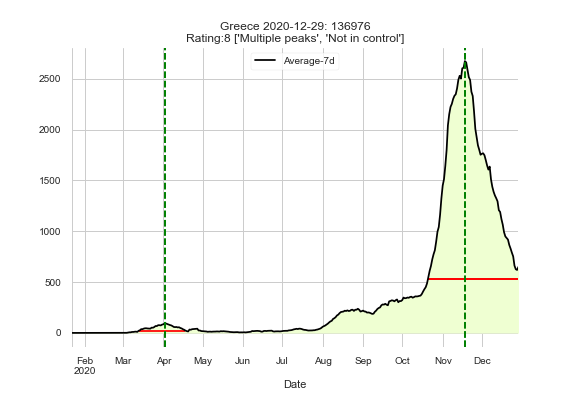 Greece 2020-12-29: 136976
Rating:8 ['Multiple peaks', 'Not in control']
Average-7d
2500
2000
1500
1000
500
0
Feb Mar Apr May Jun Jul Aug Sep Oct Nov Dec
2020
Date